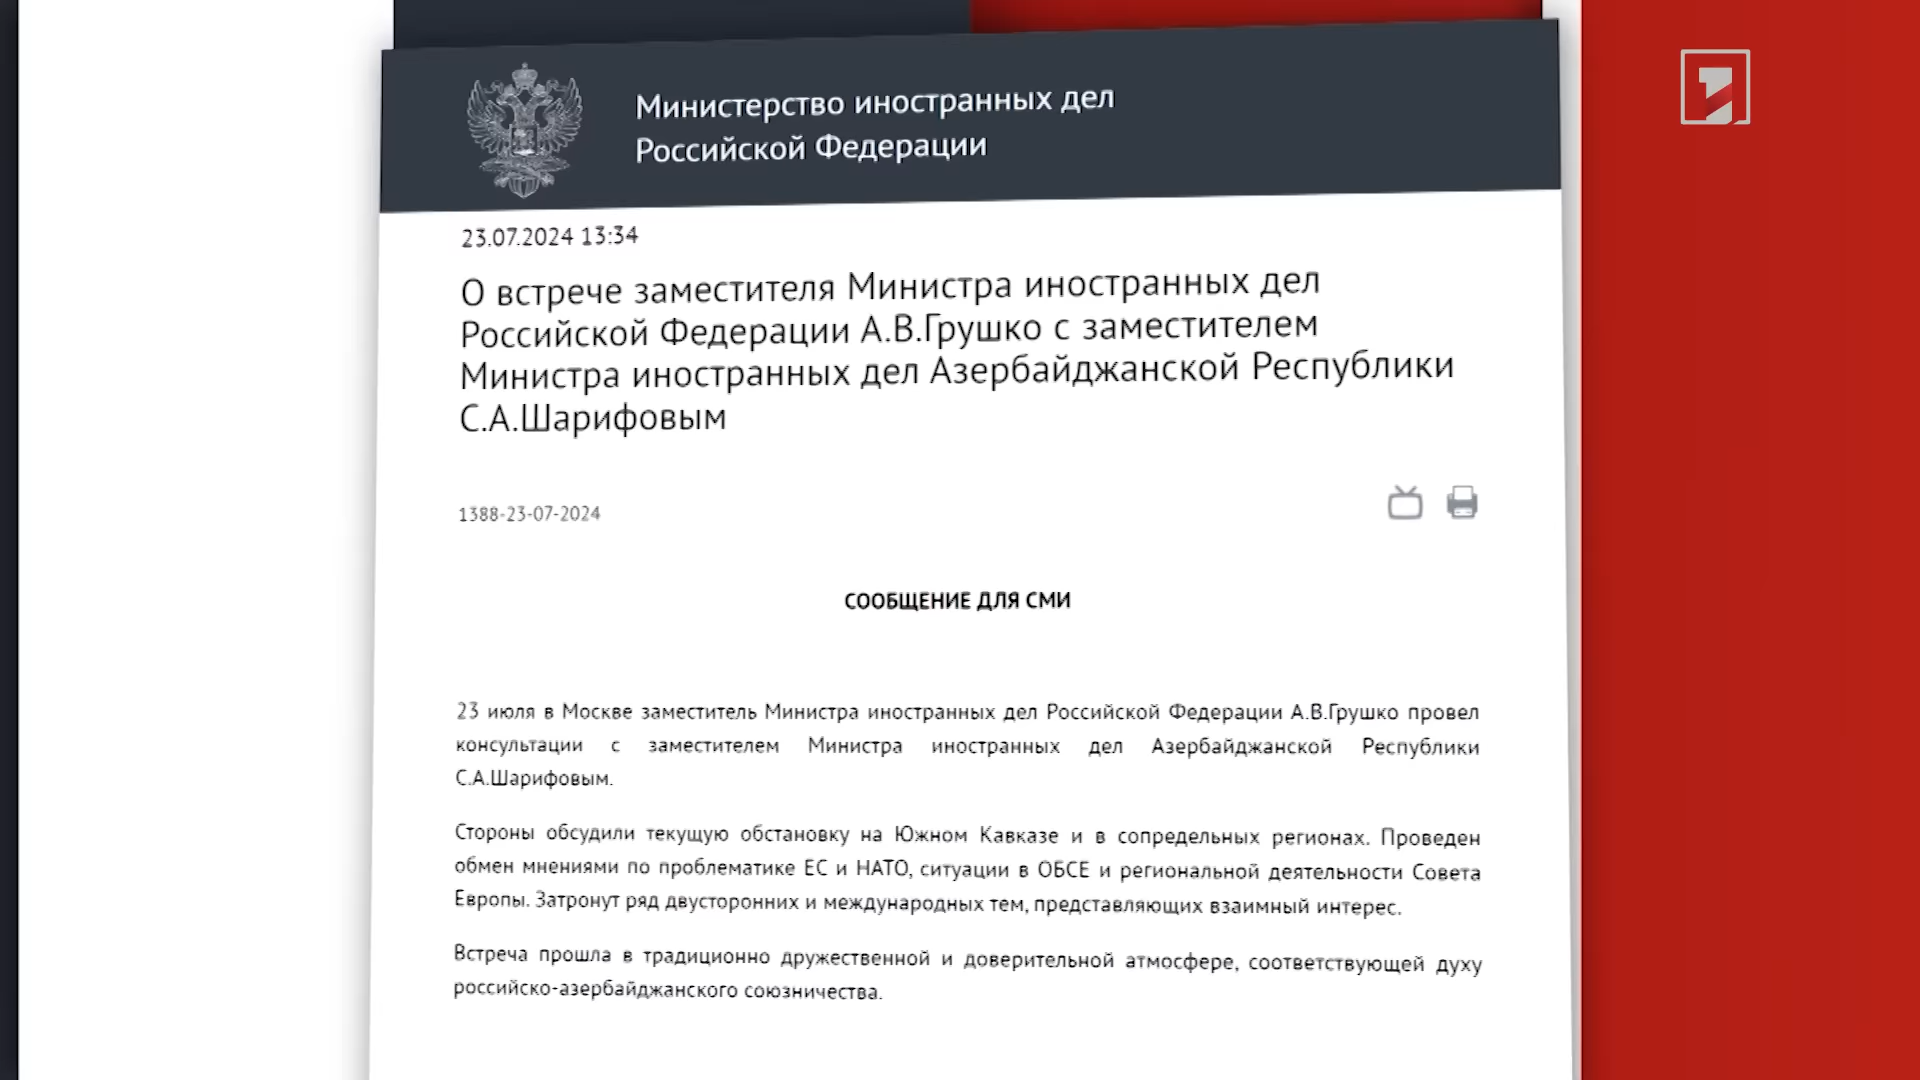 Министерство иностранных дел
Российской Федерации
23.07.2024 13:34
О встрече заместителя Министра иностранных дел
Российской Федерации А.В.Грушко с заместителем
Министра иностранных дел Азербайджанской Республики
С.А.Шарифовым
1388-23-07-2024
СООБЩЕНИЕ ДЛЯ СМИ
23 июля в Москве заместитель Министра иностранных дел Российской Федерации А.В.Грушко провел
консультации с заместителем Министра иностранных дел Азербайджанской Республики
С.А.Шарифовым.
Стороны обсудили текущую обстановку на Южном Кавказе и в сопредельных регионах. Проведен
обмен мнениями по проблематике ЕС и НАТО, ситуации в ОБСЕ и региональной деятельности Совета
Европы. Затронут ряд двусторонних и международных тем, представляющих взаимный интерес.
Встреча прошла в традиционно дружественной и доверительной атмосфере, соответствующей духу
российско-азербайджанского союзничества.